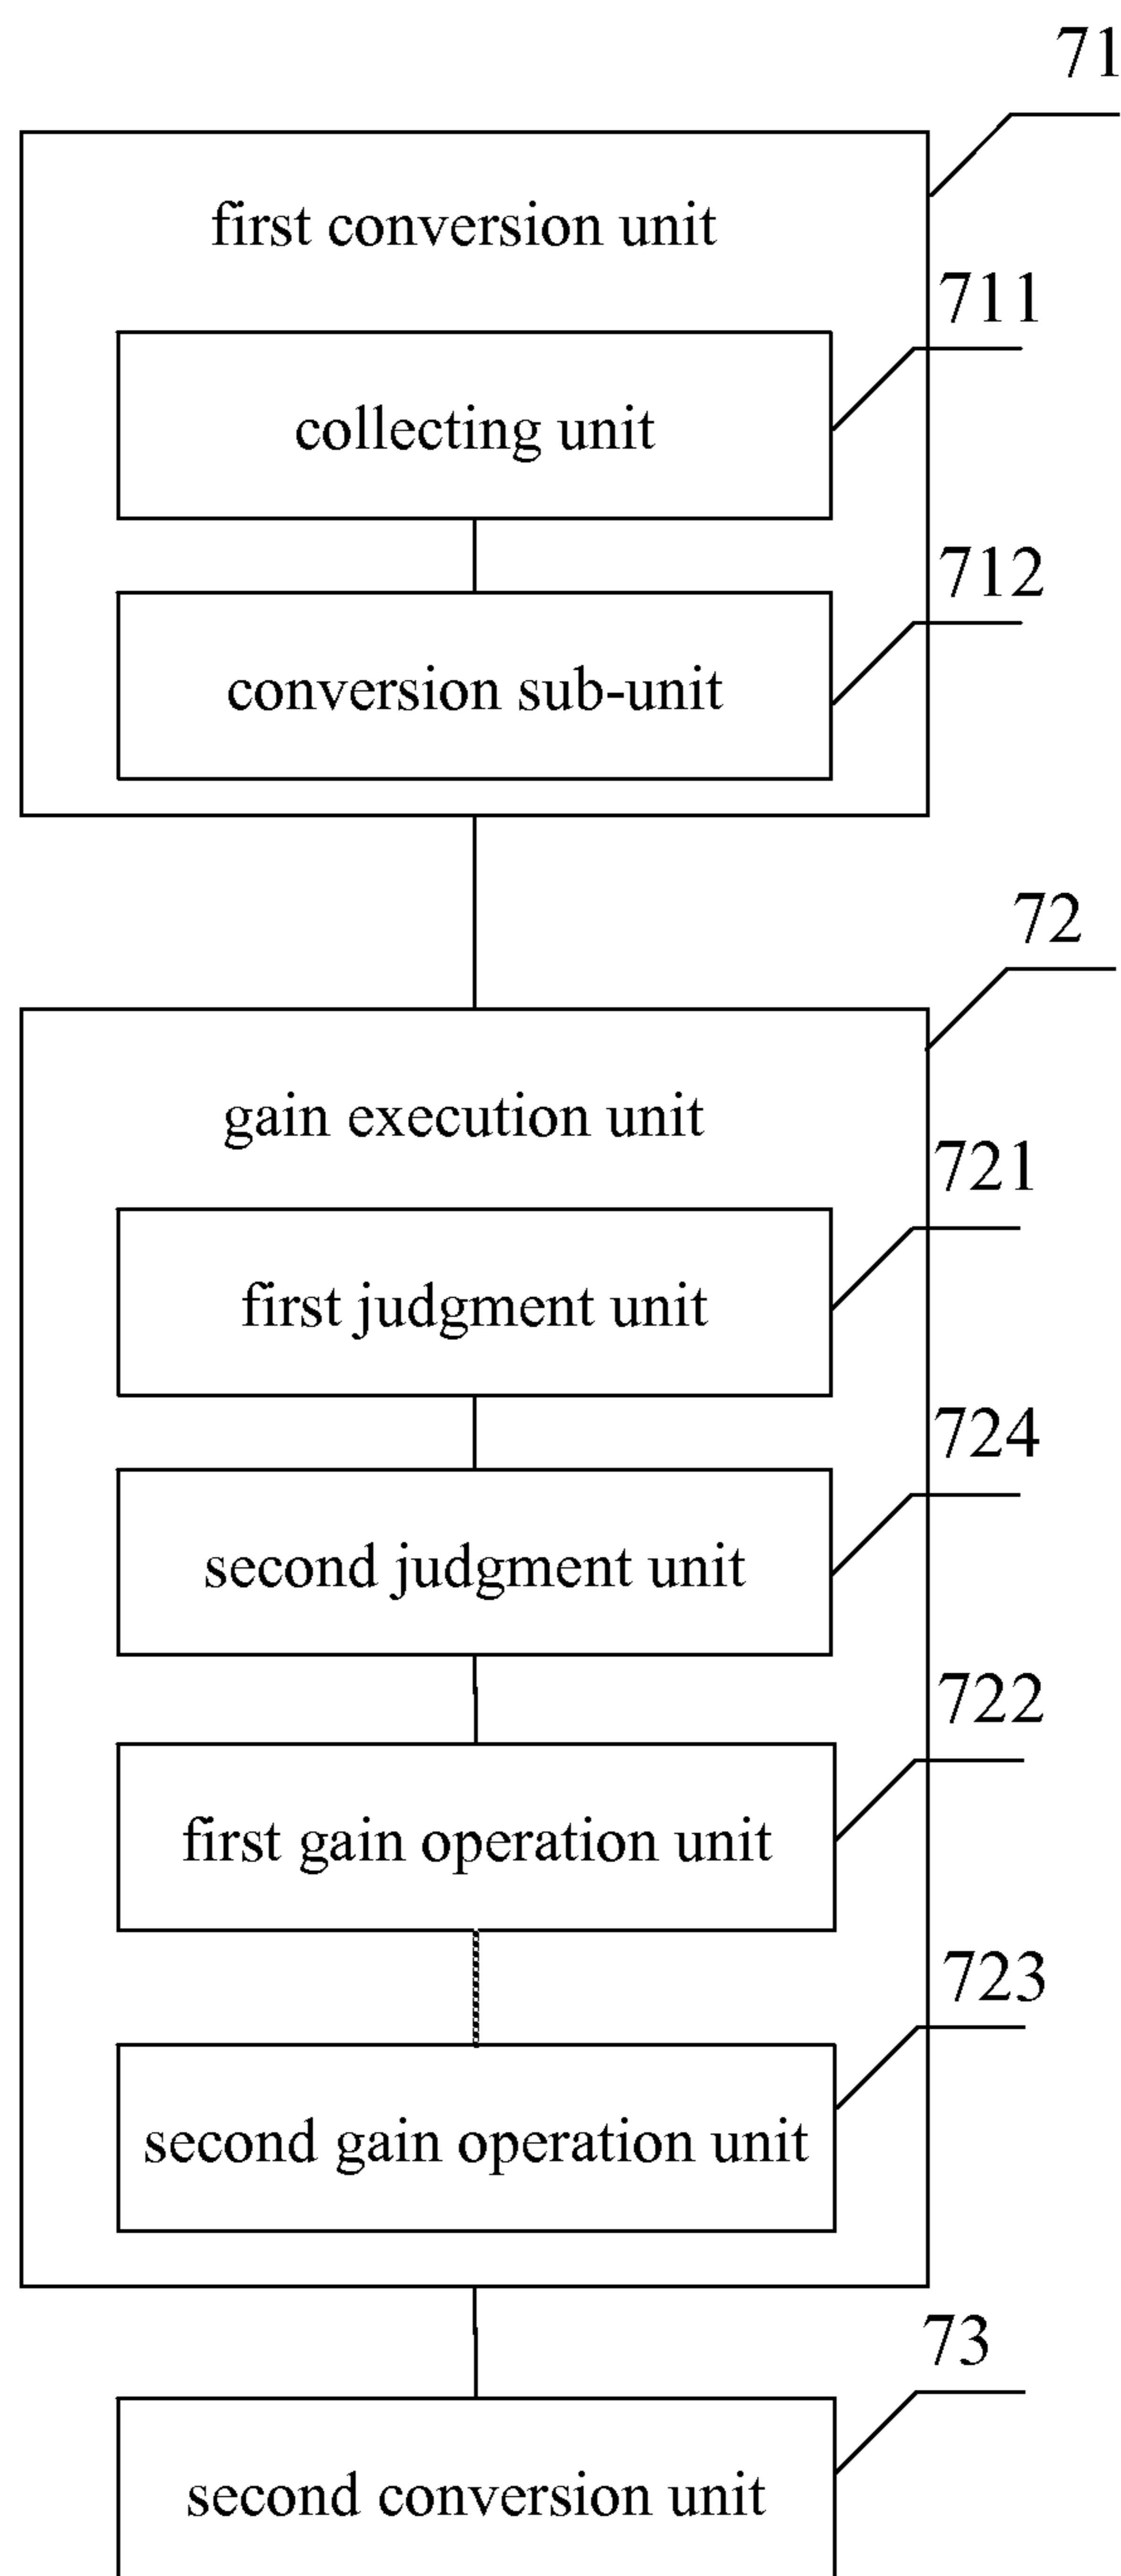 71
first conversion unit
711
collecting unit
712
conversion sub-unit
72
gain execution unit
721
first judgment unit
724
second judgment unit
722
first gain operation unit
723
second gain operation unit
73
second conversion unit